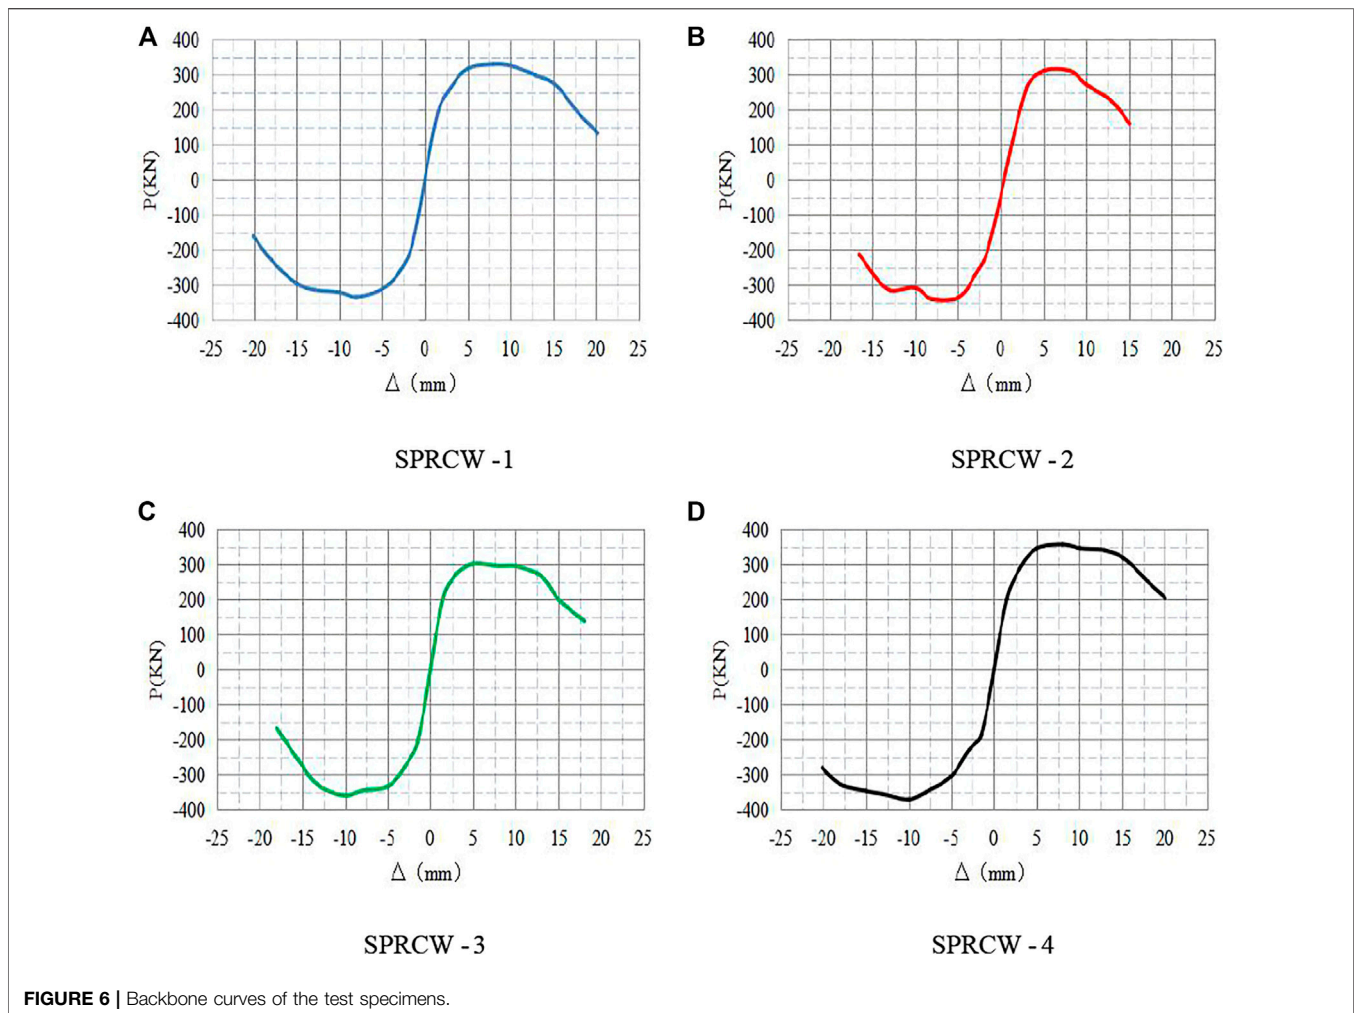 A
400
300
200
100
0
-100
-200
-300
-400
P(KN)
-25 -20 -15 -10 -5 0 5 10 15 20 25
Δ (mm)
SPRCW -1
B
400
300
200
100
0
-100
-200
-300
-400
P(KN)
-25 -20 -15 -10 -5 0 5 10 15 20 25
Δ (mm)
SPRCW - 2
C
400
300
200
100
0
-100
-200
-300
-400
P(KN)
-25 -20 -15 -10 -5 0 5 10 15 20 25
Δ (mm)
SPRCW - 3
D
400
300
200
100
0
-100
-200
-300
-400
P(KN)
-25 -20 -15 -10 -5 0 5 10 15 20 25
Δ (mm)
SPRCW - 4
FIGURE 6 | Backbone curves of the test specimens.